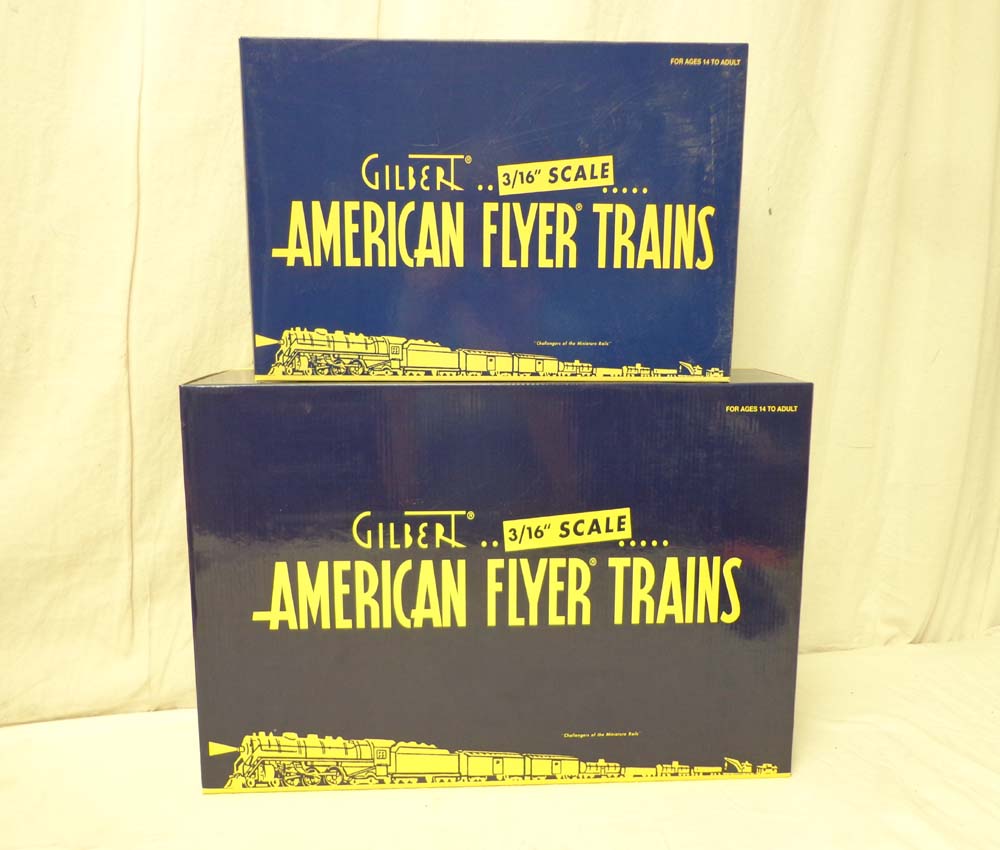 FOR AGES 14 TO ADULT
GILBERT® .. 3/16" SCALE .....
AMERICAN FLYER® TRAINS
"Challengers of the Miniature Rails"
FOR AGES 14 TO ADULT
GILBERT® .. 3/16" SCALE .....
AMERICAN FLYER® TRAINS
"Challengers of the Miniature Rails"